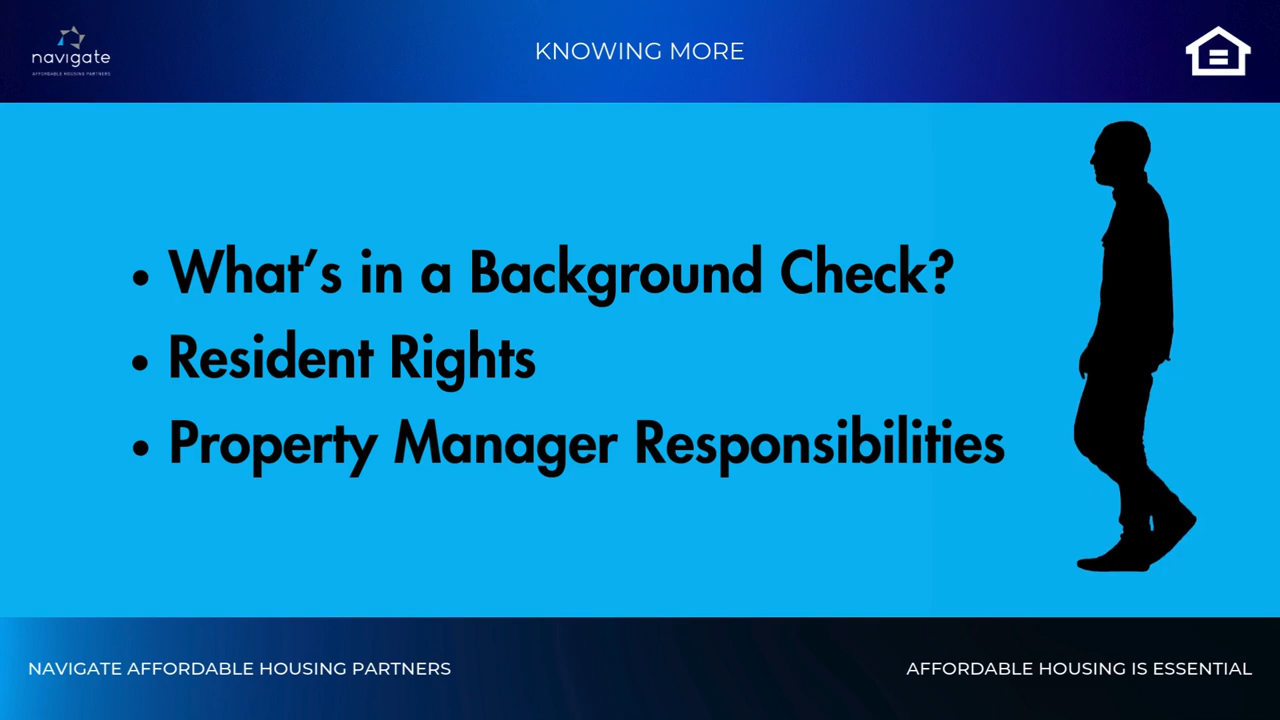 navigate
AFFORDABLE HOUSING PARTNERS
KNOWING MORE
• What's in a Background Check?
• Resident Rights
• Property Manager Responsibilities
NAVIGATE AFFORDABLE HOUSING PARTNERS
AFFORDABLE HOUSING IS ESSENTIAL